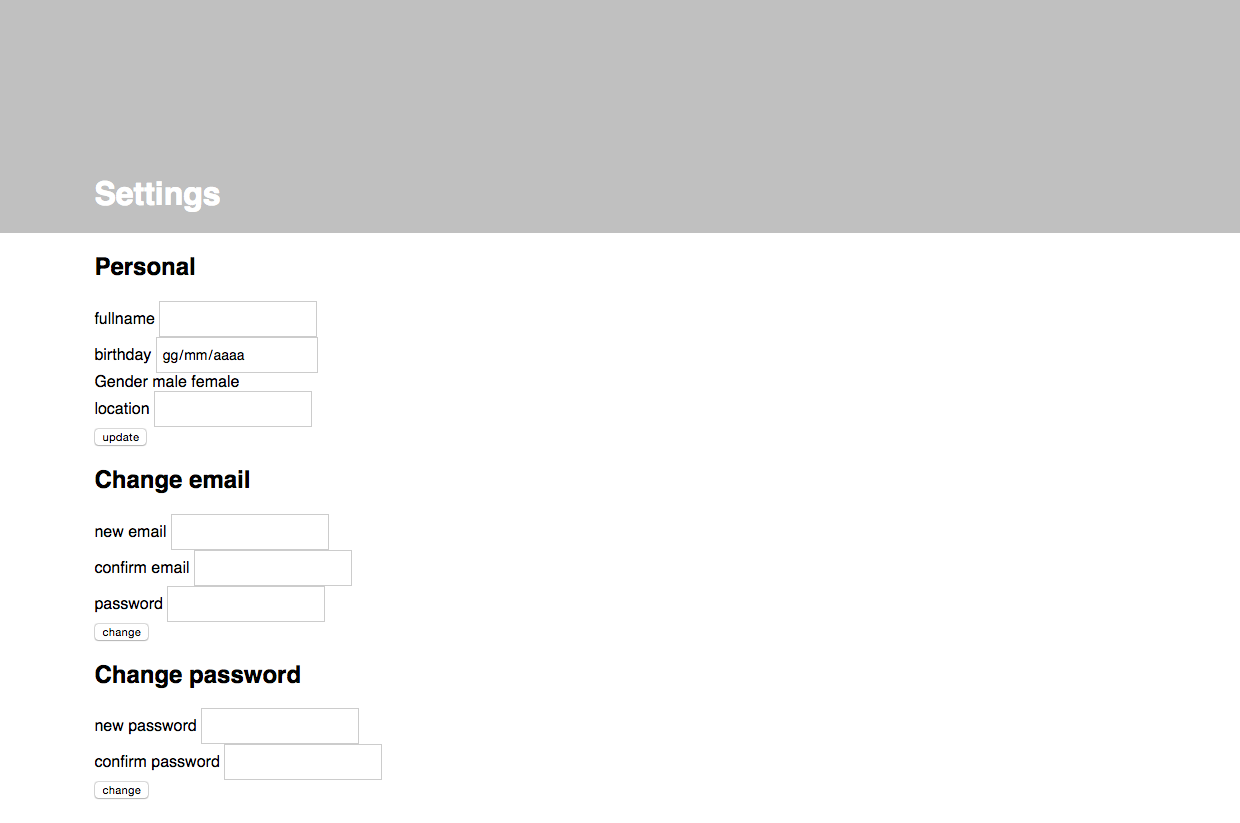 Settings
Personal
fullname
birthday gg/mm/aaaa
Gender male female
location
update
Change email
new email
confirm email
password
change
Change password
new password
confirm password
change